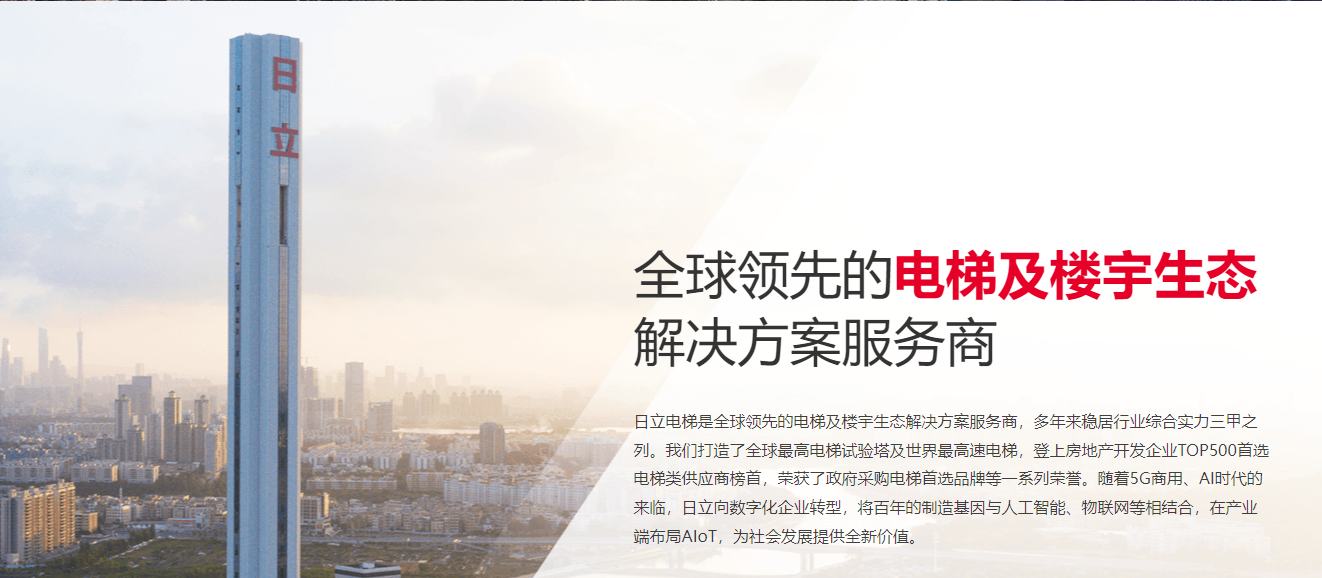 日
立
全球领先的电梯及楼宇生态
解决方案服务商
日立电梯是全球领先的电梯及楼宇生态解决方案服务商，多年来稳居行业综合实力三甲之
列。我们打造了全球最高电梯试验塔及世界最高速电梯，登上房地产开发企业TOP500首选
电梯类供应商榜首，荣获了政府采购电梯首选品牌等一系列荣誉。随着5G商用、AI时代的
来临，日立向数字化企业转型，将百年的制造基因与人工智能、物联网等相结合，在产业
端布局AIoT，为社会发展提供全新价值。